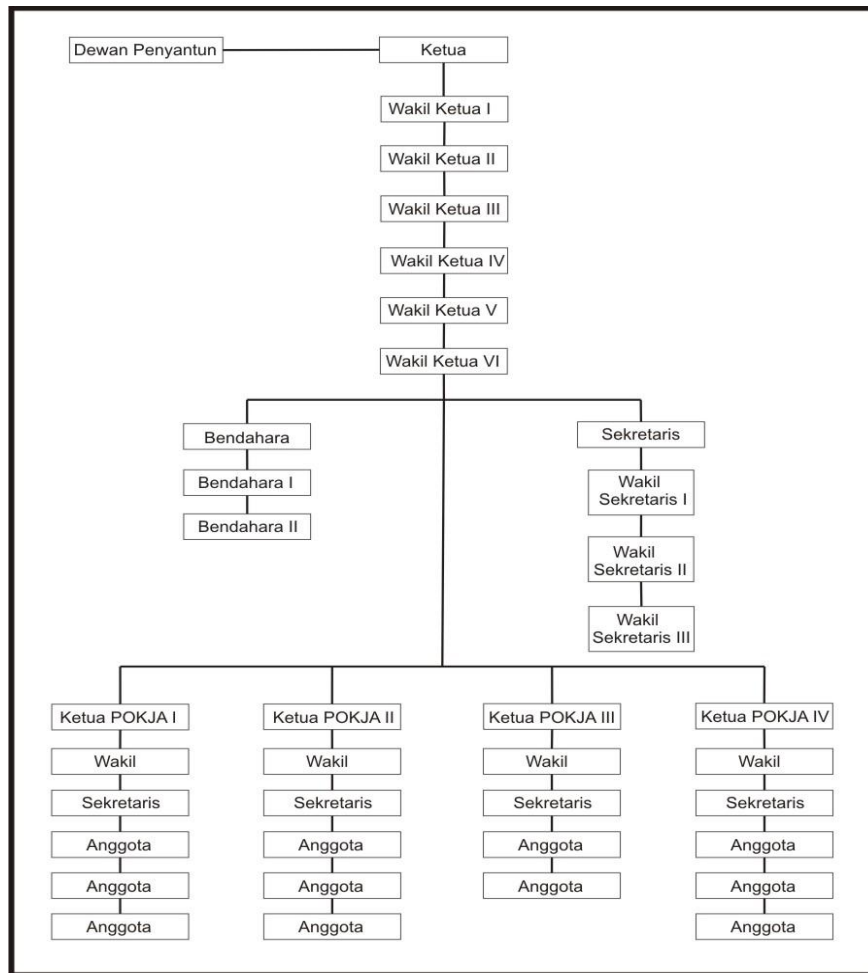 Dewan Penyantun
Ketua
Wakil Ketua I
Wakil Ketua II
Wakil Ketua III
Wakil Ketua IV
Wakil Ketua V
Wakil Ketua VI
Bendahara
Bendahara I
Bendahara II
Sekretaris
Wakil
Sekretaris I
Wakil
Sekretaris II
Wakil
Sekretaris III
Ketua POKJA I
Wakil
Sekretaris
Anggota
Anggota
Anggota
Ketua POKJA II
Wakil
Sekretaris
Anggota
Anggota
Anggota
Ketua POKJA III
Wakil
Sekretaris
Anggota
Anggota
Ketua POKJA IV
Wakil
Sekretaris
Anggota
Anggota
Anggota